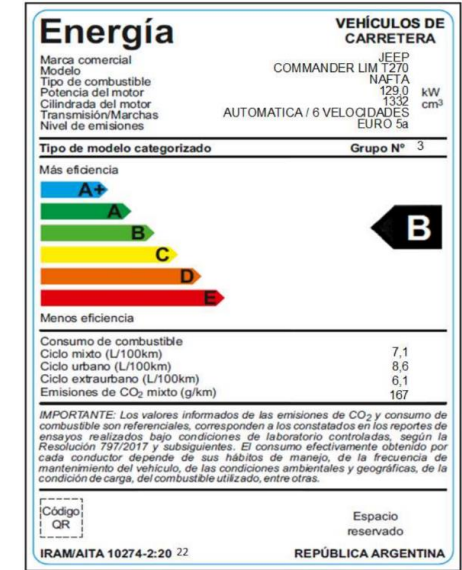 Energía
VEHÍCULOS DE
CARRETERA
Marca comercial JEEP
Modelo COMMANDER LIM T270
Tipo de combustible NAFTA
Potencia del motor 129,0 kW
Cilindrada del motor 1332 cm³
Transmisión/Marchas AUTOMATICA / 6 VELOCIDADES
Nivel de emisiones EURO 5a
Tipo de modelo categorizado Grupo Nº 3
Más eficiencia
A+
A
B
B
C
D
E
Menos eficiencia
Consumo de combustible
Ciclo mixto (L/100km) 7,1
Ciclo urbano (L/100km) 8,6
Ciclo extraurbano (L/100km) 6,1
Emisiones de CO₂ mixto (g/km) 167
IMPORTANTE: Los valores informados de las emisiones de CO₂ y consumo de
combustible son referenciales, corresponden a los constatados en los reportes de
ensayos realizados bajo condiciones de laboratorio controladas, según la
Resolución 797/2017 y subsiguientes. El consumo efectivamente obtenido por
cada conductor depende de sus hábitos de manejo, de la frecuencia de
mantenimiento del vehículo, de las condiciones ambientales y geográficas, de la
condición de carga, del combustible utilizado, entre otras.
Código
QR
Espacio
reservado
IRAM/AITA 10274-2:20 22 REPÚBLICA ARGENTINA